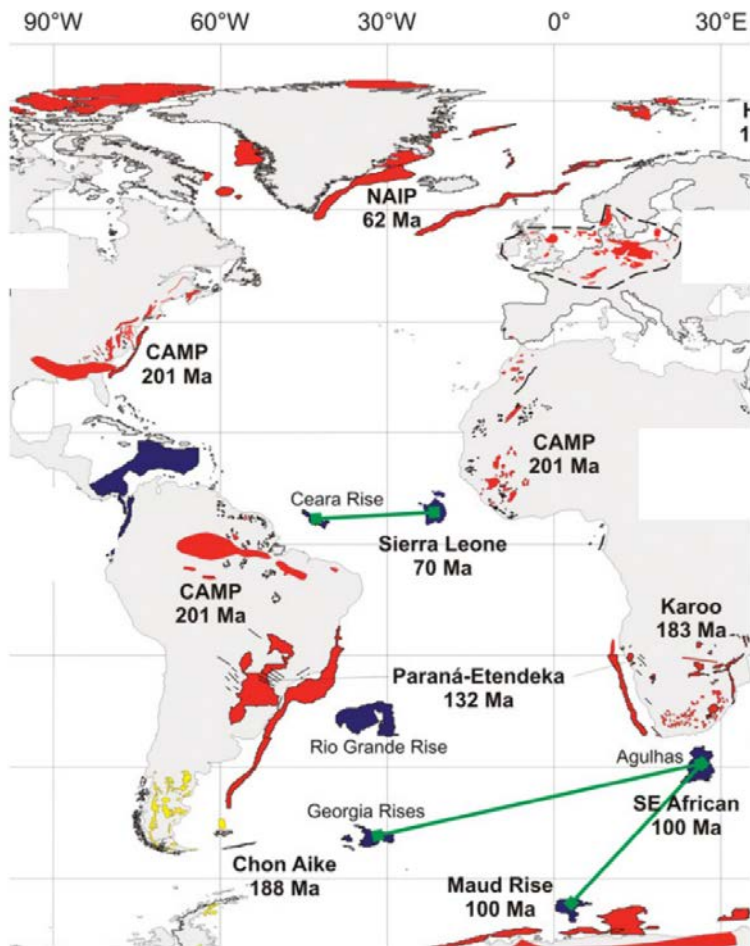 90°W 60°W 30°W 0° 30°E
H
1
NAIP
62 Ma
CAMP
201 Ma
CAMP
201 Ma
Ceara Rise
Sierra Leone
70 Ma
CAMP
201 Ma
Karoo
183 Ma
Paraná-Etendeka
132 Ma
Rio Grande Rise
Agulhas
SE African
100 Ma
Georgia Rises
Chon Aike
188 Ma
Maud Rise
100 Ma